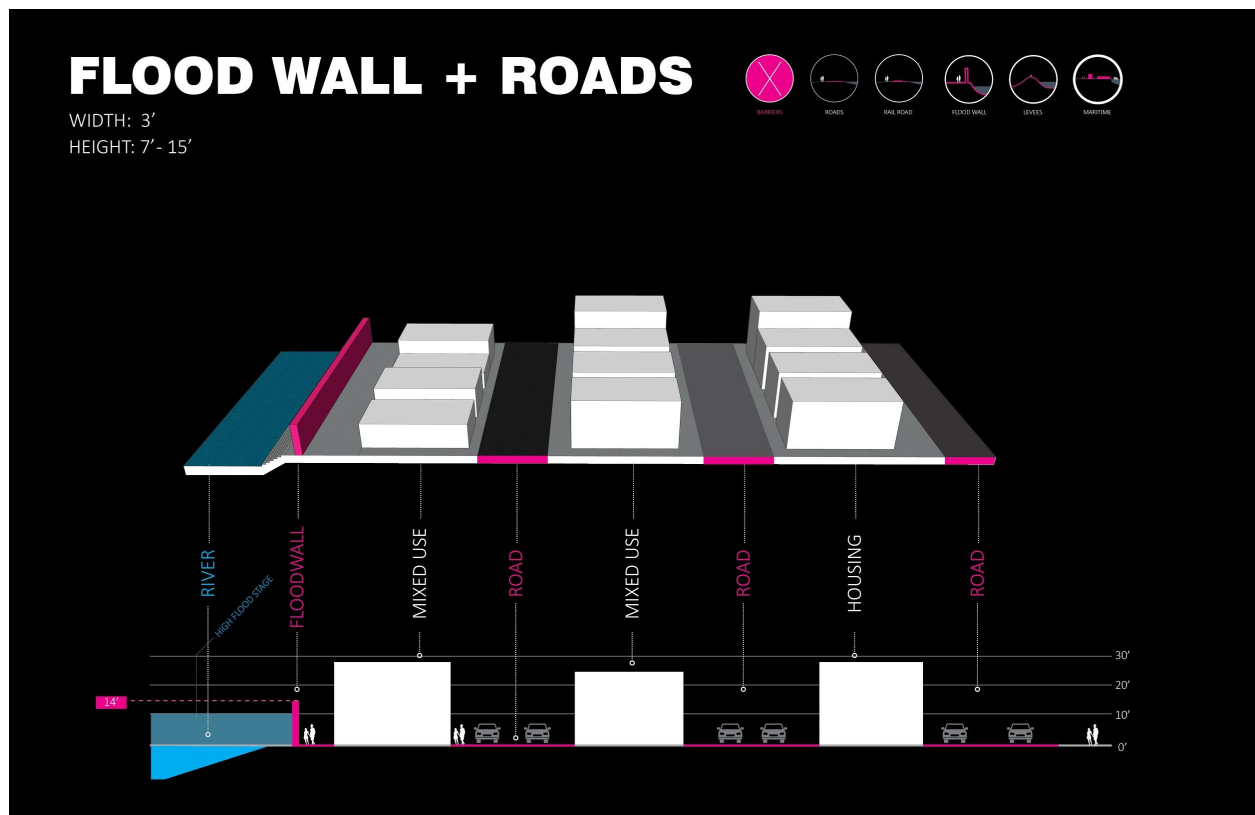 FLOOD WALL + ROADS
WIDTH: 3'
HEIGHT: 7'- 15'
BARRIERS
ROADS
RAIL ROAD
FLOOD WALL
LEVEES
MARITIME
RIVER
HIGH FLOOD STAGE
FLOODWALL
MIXED USE
ROAD
MIXED USE
ROAD
HOUSING
ROAD
30'
20'
14'
10'
0'